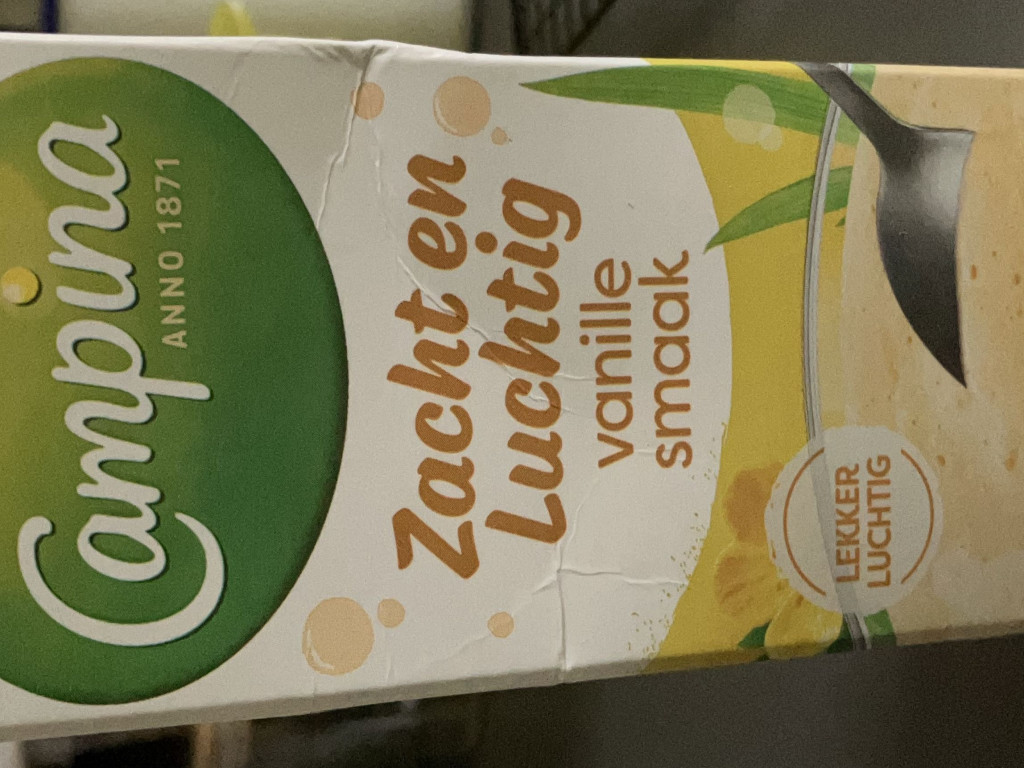 Campina
ANNO 1871
Zacht en
Luchtig
vanille
smaak
LEKKER
LUCHTIG